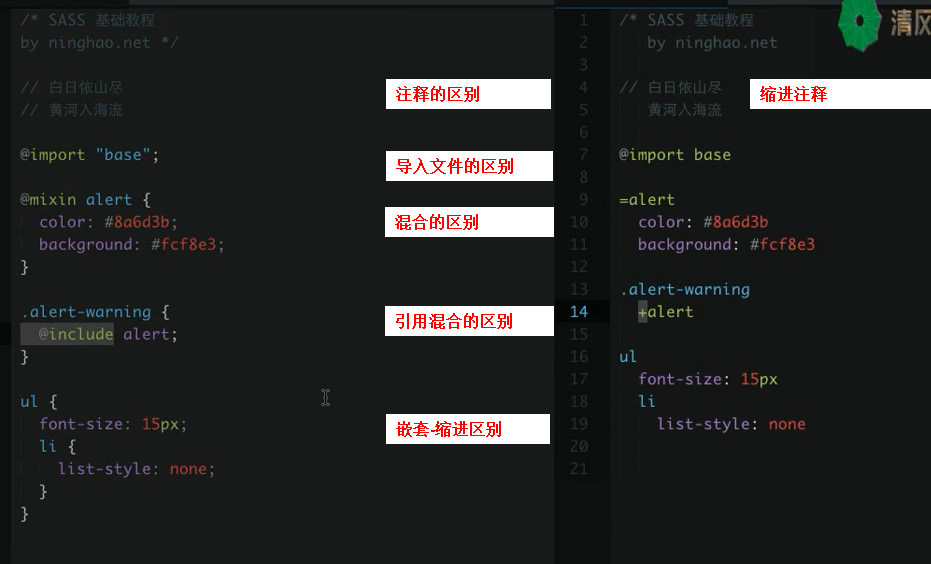 /* SASS 基础教程
by ninghao.net */
// 白日依山尽
// 黄河入海流
@import "base";
@mixin alert {
color: #8a6d3b;
background: #fcf8e3;
}
.alert-warning {
@include alert;
}
ul {
font-size: 15px;
li {
list-style: none;
}
}
注释的区别
导入文件的区别
混合的区别
引用混合的区别
嵌套-缩进区别
1 /* SASS 基础教程
2 by ninghao.net
3
4 // 白日依山尽
5 黄河入海流
6
7 @import base
8
9 =alert
10 color: #8a6d3b
11 background: #fcf8e3
12
13 .alert-warning
14 +alert
15
16 ul
17 font-size: 15px
18 li
19 list-style: none
20
21
缩进注释
清风